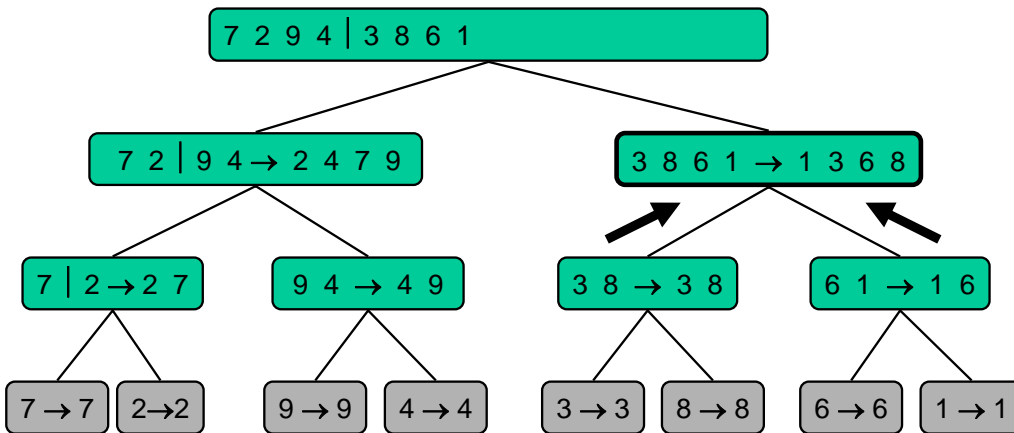 7 2 9 4 | 3 8 6 1
7 2 | 9 4 → 2 4 7 9
3 8 6 1 → 1 3 6 8
7 | 2 → 2 7
9 4 → 4 9
3 8 → 3 8
6 1 → 1 6
7 → 7
2→2
9 → 9
4 → 4
3 → 3
8 → 8
6 → 6
1 → 1